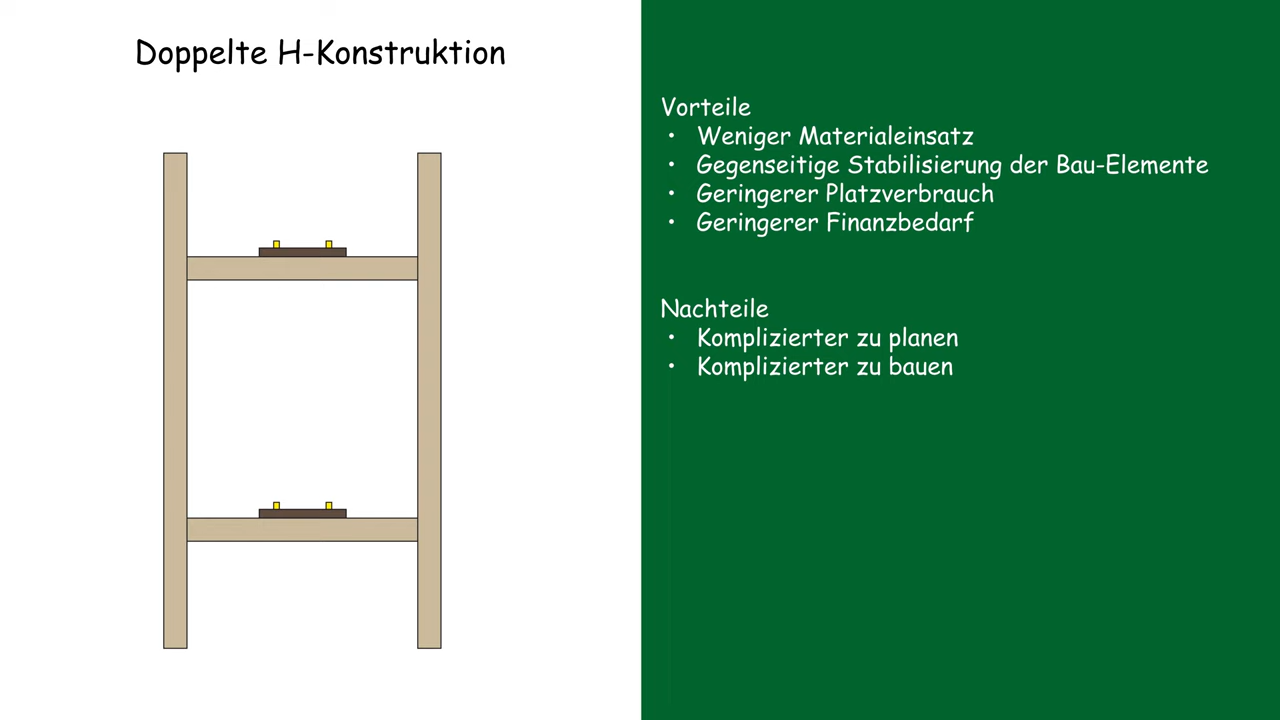 Doppelte H-Konstruktion
Vorteile
• Weniger Materialeinsatz
• Gegenseitige Stabilisierung der Bau-Elemente
• Geringerer Platzverbrauch
• Geringerer Finanzbedarf
Nachteile
• Komplizierter zu planen
• Komplizierter zu bauen